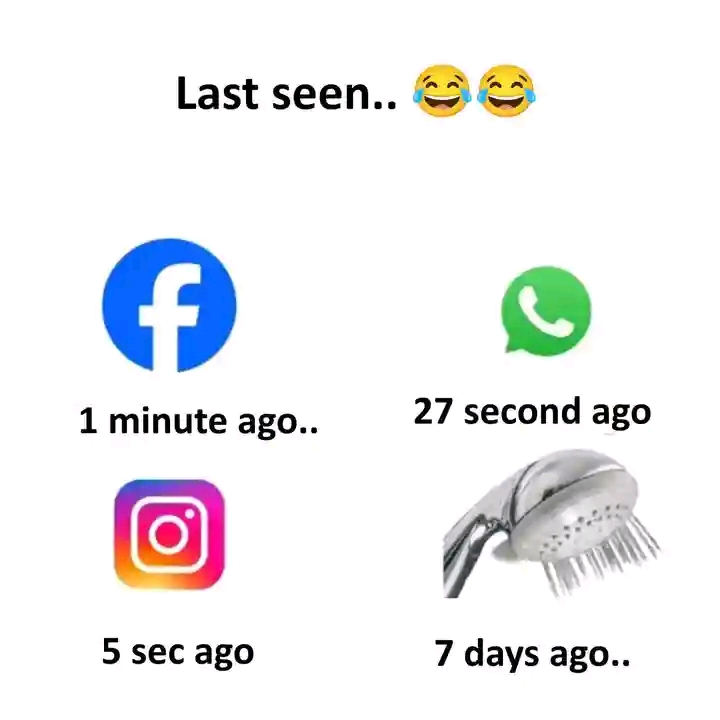 Last seen.. 😂😂
1 minute ago..
27 second ago
5 sec ago
7 days ago..